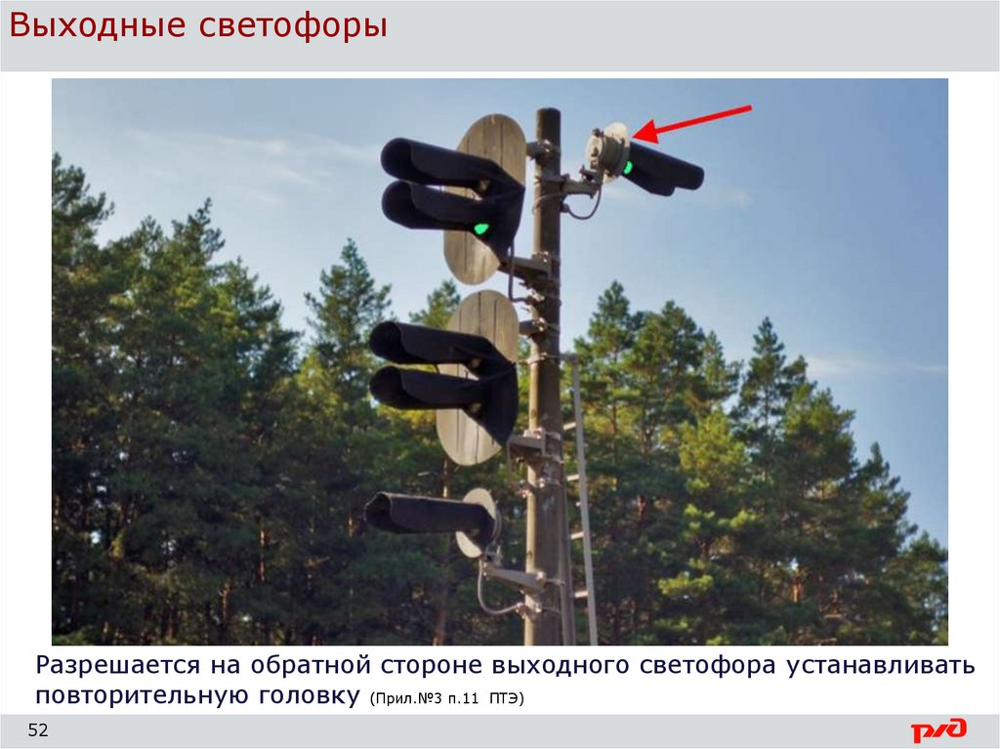 Выходные светофоры
Разрешается на обратной стороне выходного светофора устанавливать
повторительную головку (Прил.№3 п.11 ПТЭ)
52
РЖД